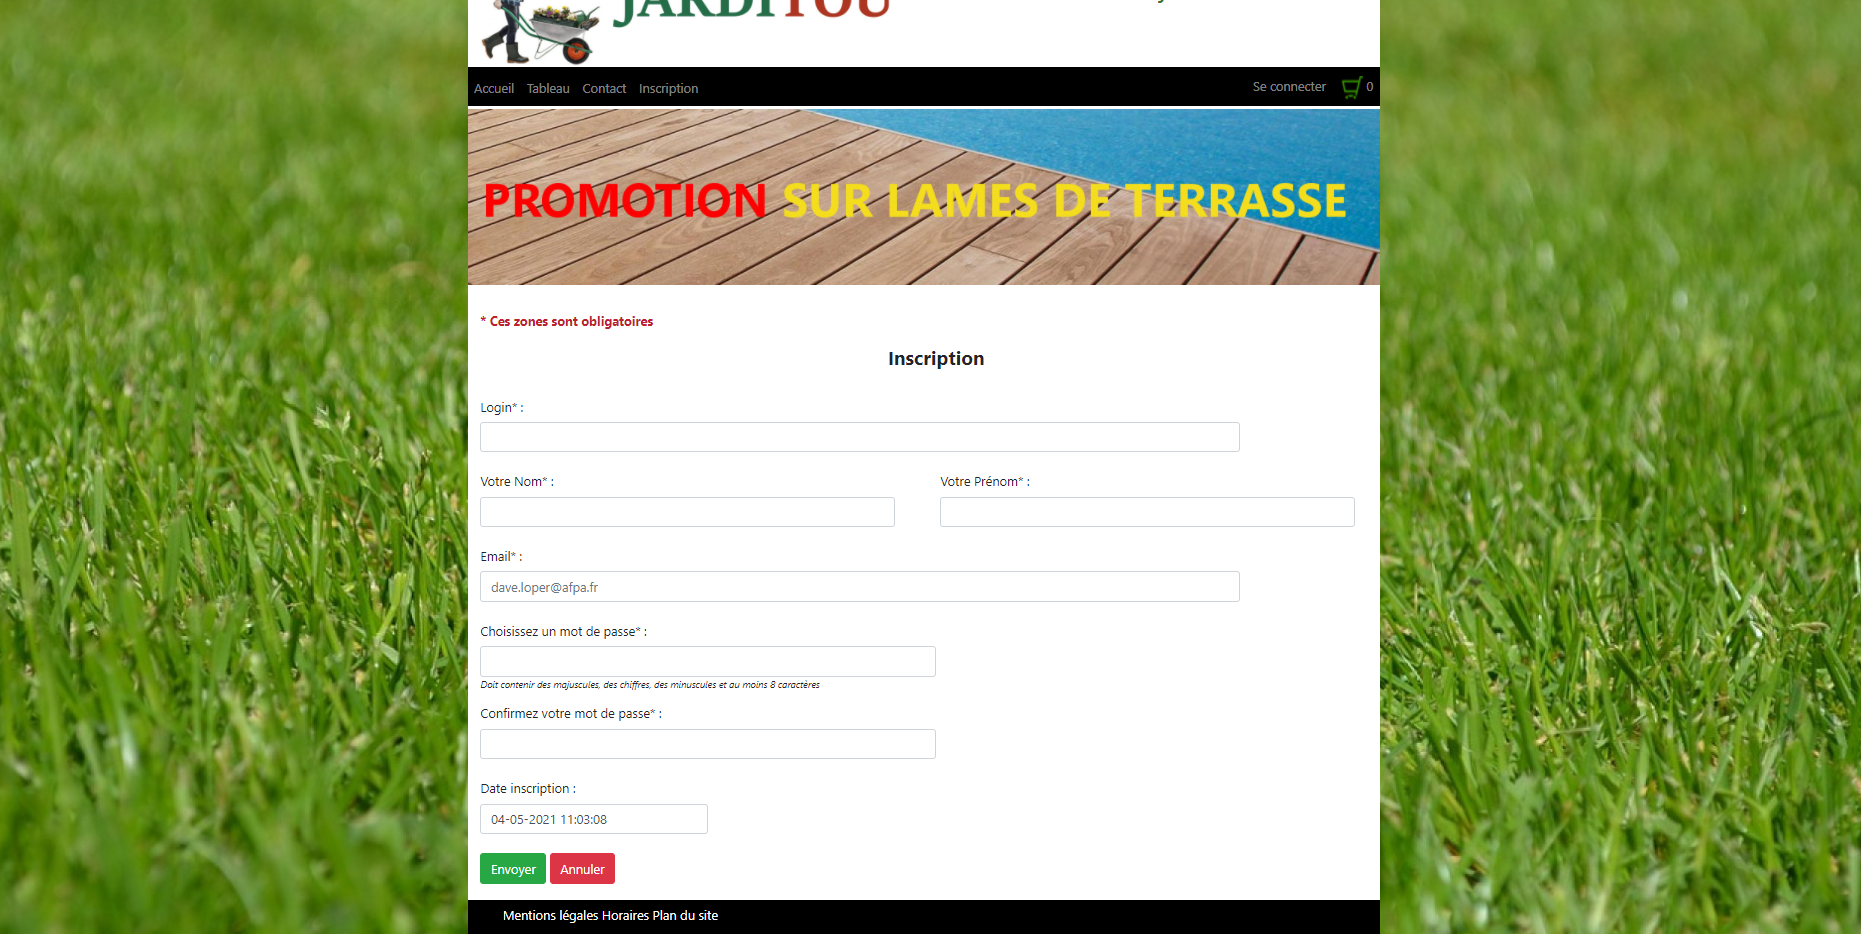 JARDITOU
Accueil Tableau Contact Inscription Se connecter 0
PROMOTION SUR LAMES DE TERRASSE
* Ces zones sont obligatoires
Inscription
Login* :
Votre Nom* : Votre Prénom* :
Email* :
dave.loper@afpa.fr
Choisissez un mot de passe* :
Doit contenir des majuscules, des chiffres, des minuscules et au moins 8 caractères
Confirmez votre mot de passe* :
Date inscription :
04-05-2021 11:03:08
Envoyer Annuler
Mentions légales Horaires Plan du site